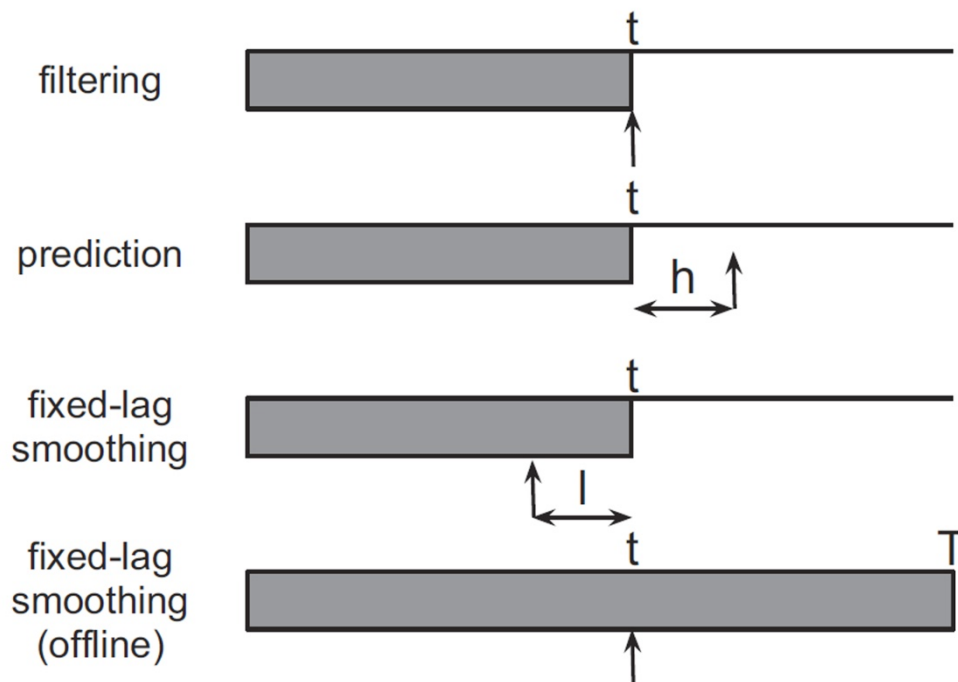 t
filtering
t
prediction
h
t
fixed-lag
smoothing
l
fixed-lag
smoothing
(offline)
t
T